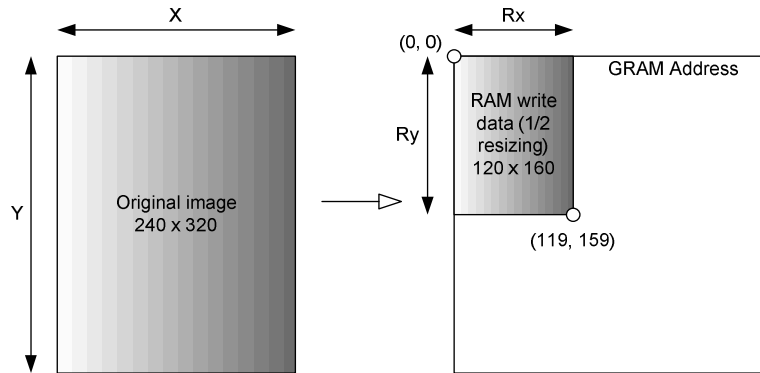 X
Y
Original image
240 x 320
Rx
(0, 0)
GRAM Address
Ry
RAM write
data (1/2
resizing)
120 x 160
(119, 159)